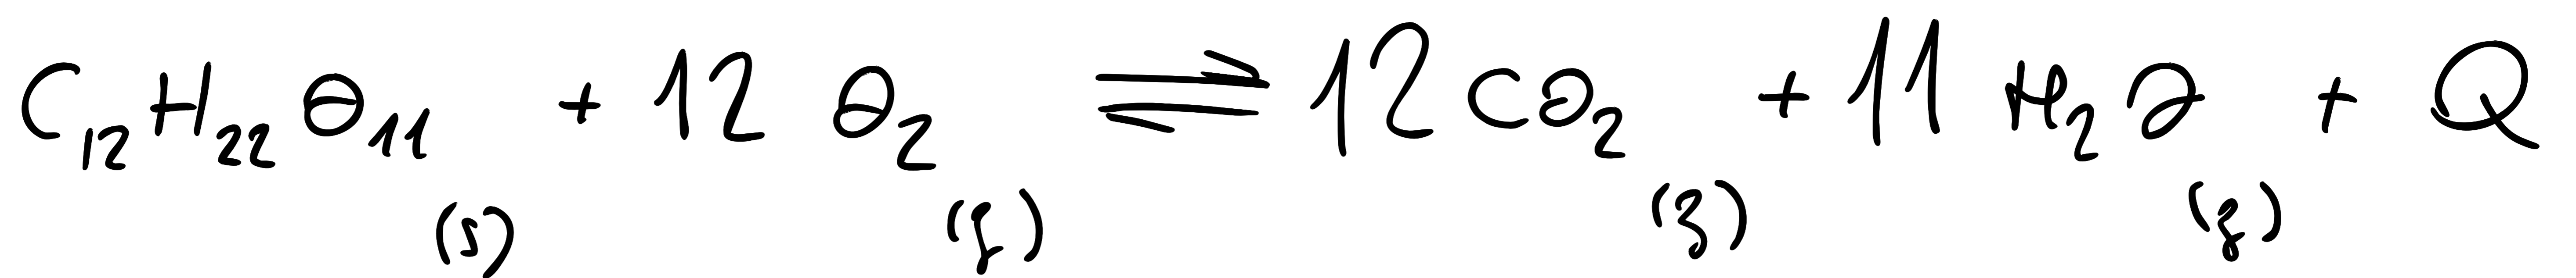 C₁₂H₂₂O₁₁ (s) + 12 O₂ (g) ⇌ 12 CO₂ (g) + 11 H₂O (g) + Q